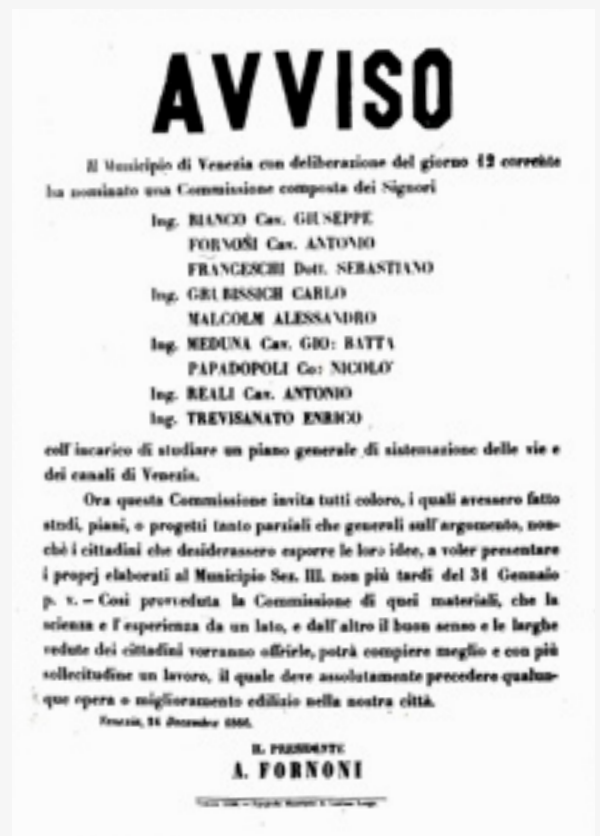 AVVISO
Il Municipio di Venezia con deliberazione del giorno 12 corrente
ha nominato una Commissione composta dei Signori
Ing. BIANCO Cav. GIUSEPPE
FORNOŠI Cav. ANTONIO
FRANCESCHI Dott. SEBASTIANO
Ing. GRUBISSICH CARLO
MALCOLM ALESSANDRO
Ing. MEDUNA Cav. GIO: BATTA
PAPADOPOLI Co: NICOLO'
Ing. REALI Cav. ANTONIO
Ing. TREVISANATO ENRICO
coll'incarico di studiare un piano generale di sistemazione delle vie e
dei canali di Venezia.
Ora questa Commissione invita tutti coloro, i quali avessero fatto
studi, piani, o progetti tanto parziali che generali sull'argomento, non-
chè i cittadini che desiderassero esporre le loro idee, a voler presentare
i proprj elaborati al Municipio Sez. III. non più tardi del 31 Gennaio
p. v. – Così provveduta la Commissione di quei materiali, che la
scienza e l'esperienza da un lato, e dall'altro il buon senso e le larghe
vedute dei cittadini vorranno offrirle, potrà compiere meglio e con più
sollecitudine un lavoro, il quale deve assolutamente precedere qualun-
que opera o miglioramento edilizio nella nostra città.
Venezia, Decembre
IL PRESIDENTE
A. FORNONI